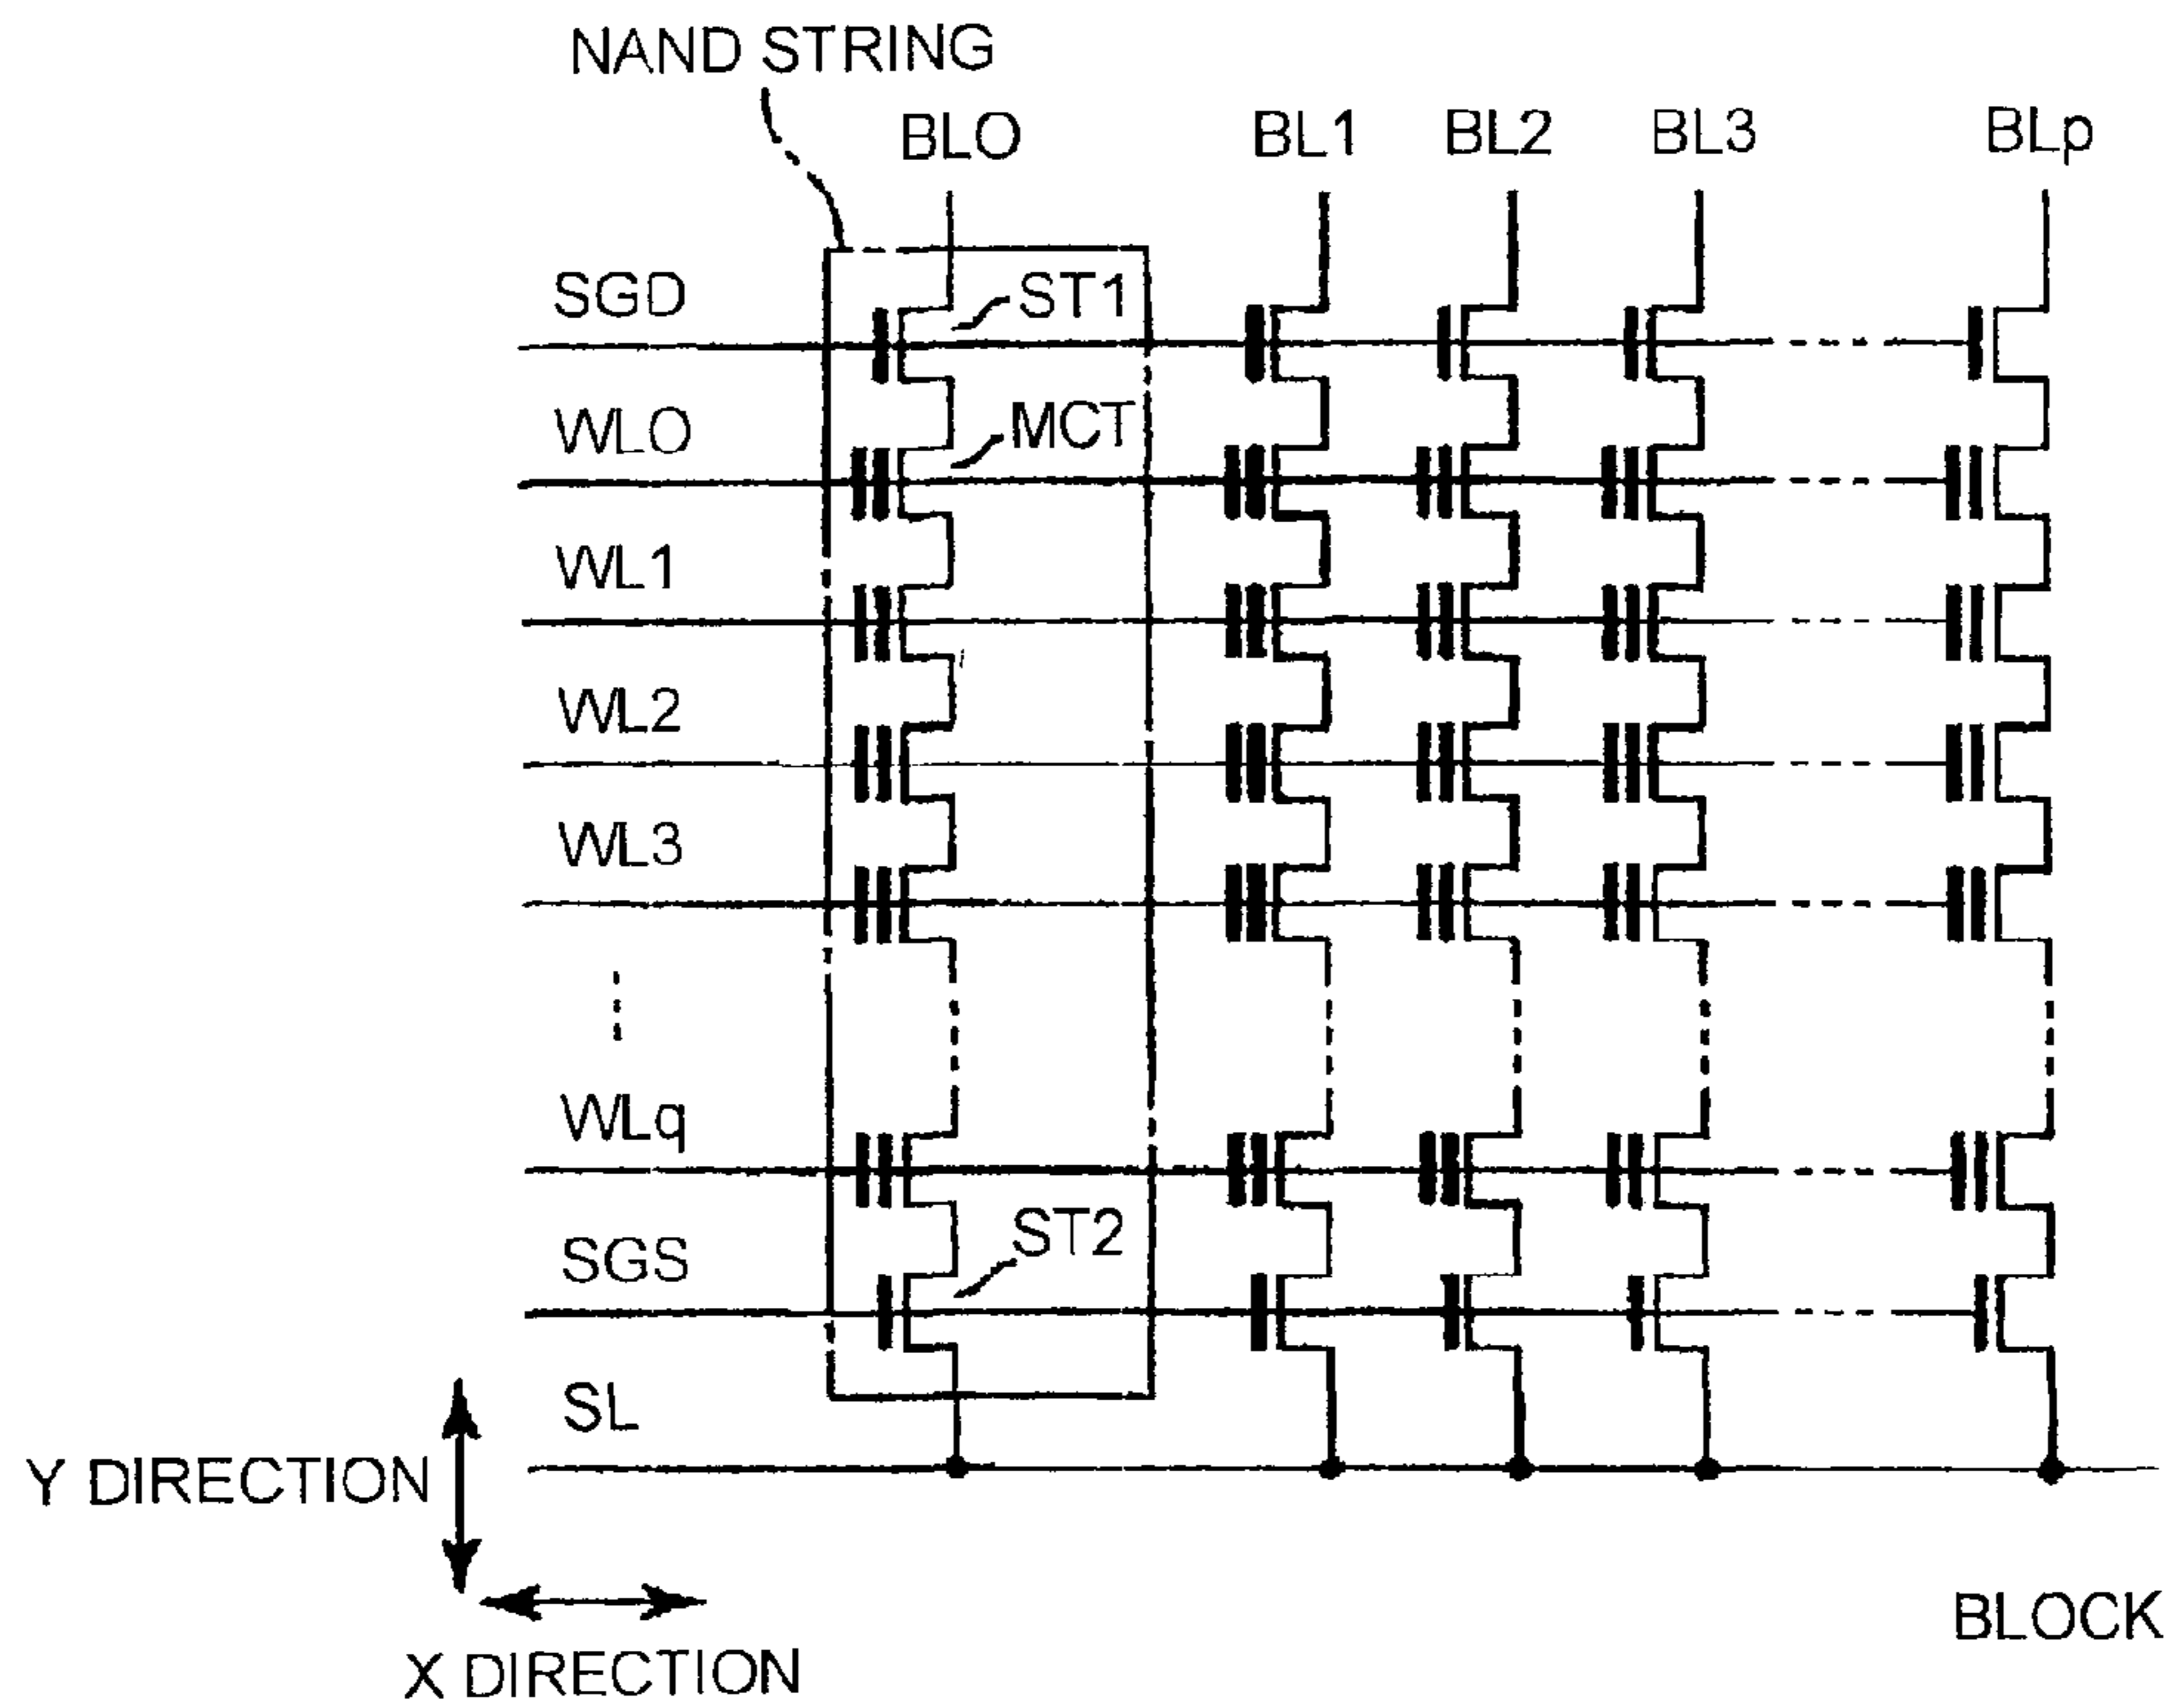 NAND STRING
BL0 BL1 BL2 BL3 BLp
SGD
ST1
WL0
MCT
WL1
WL2
WL3
WLq
SGS
ST2
SL
Y DIRECTION
X DIRECTION
BLOCK